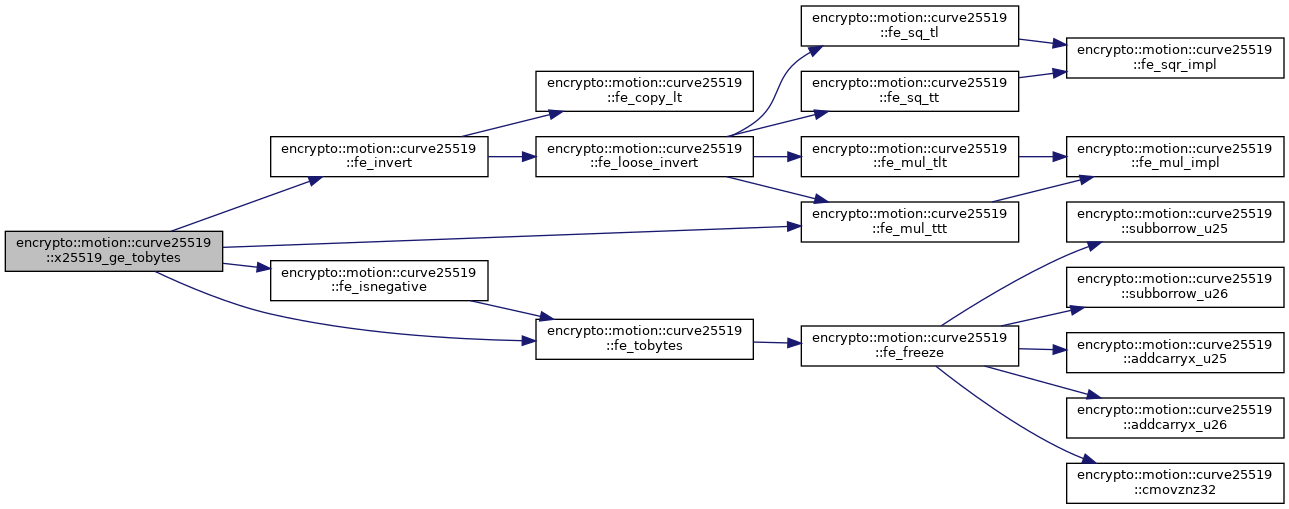 encrypto::motion::curve25519
::x25519_ge_tobytes
encrypto::motion::curve25519
::fe_invert
encrypto::motion::curve25519
::fe_isnegative
encrypto::motion::curve25519
::fe_copy_lt
encrypto::motion::curve25519
::fe_loose_invert
encrypto::motion::curve25519
::fe_tobytes
encrypto::motion::curve25519
::fe_sq_tl
encrypto::motion::curve25519
::fe_sq_tt
encrypto::motion::curve25519
::fe_mul_tlt
encrypto::motion::curve25519
::fe_mul_ttt
encrypto::motion::curve25519
::fe_freeze
encrypto::motion::curve25519
::fe_sqr_impl
encrypto::motion::curve25519
::fe_mul_impl
encrypto::motion::curve25519
::subborrow_u25
encrypto::motion::curve25519
::subborrow_u26
encrypto::motion::curve25519
::addcarryx_u25
encrypto::motion::curve25519
::addcarryx_u26
encrypto::motion::curve25519
::cmovznz32